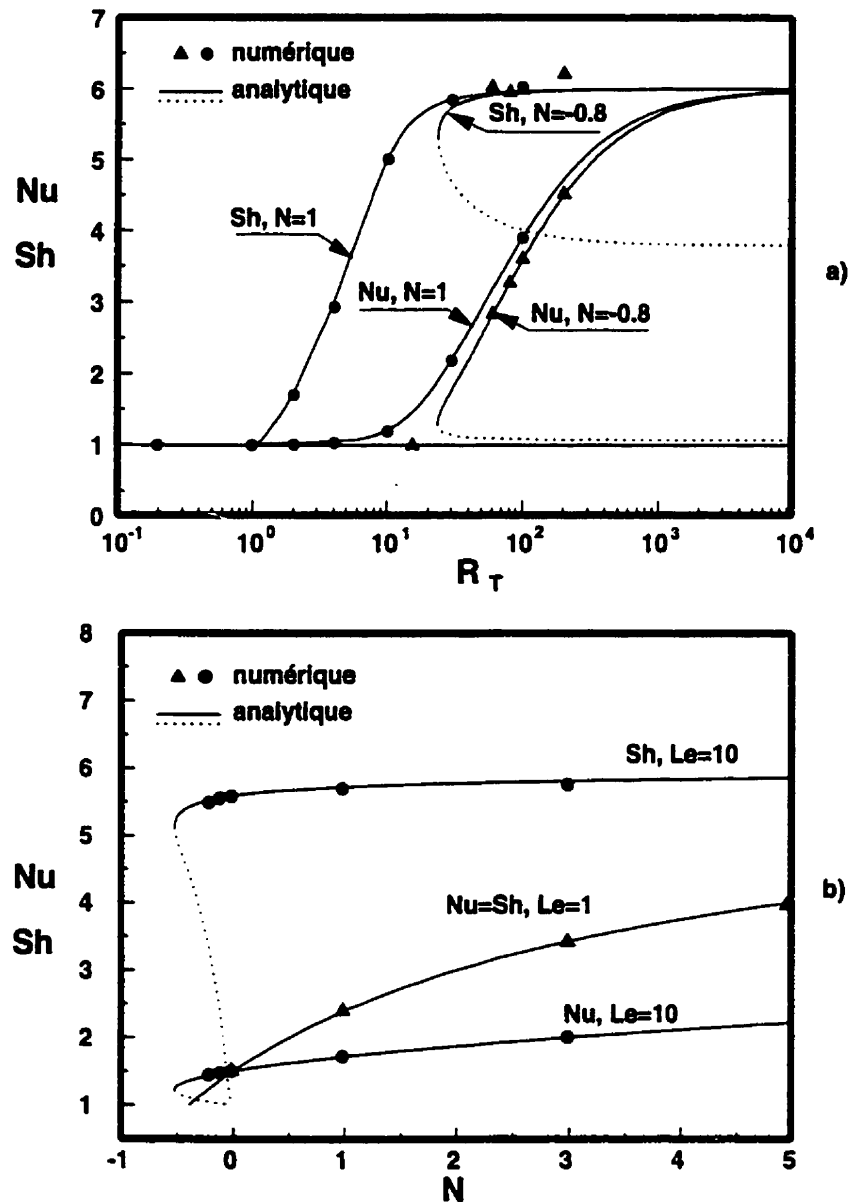 7
6
5
4
3
2
1
0
Nu
Sh
▲ ● numérique
analytique
Sh, N=-0.8
Sh, N=1
Nu, N=1
Nu, N=-0.8
a)
10⁻¹ 10⁰ 10¹ 10² 10³ 10⁴
R_T
8
7
6
5
4
3
2
1
Nu
Sh
▲ ● numérique
analytique
Sh, Le=10
Nu=Sh, Le=1
Nu, Le=10
b)
-1 0 1 2 3 4 5
N